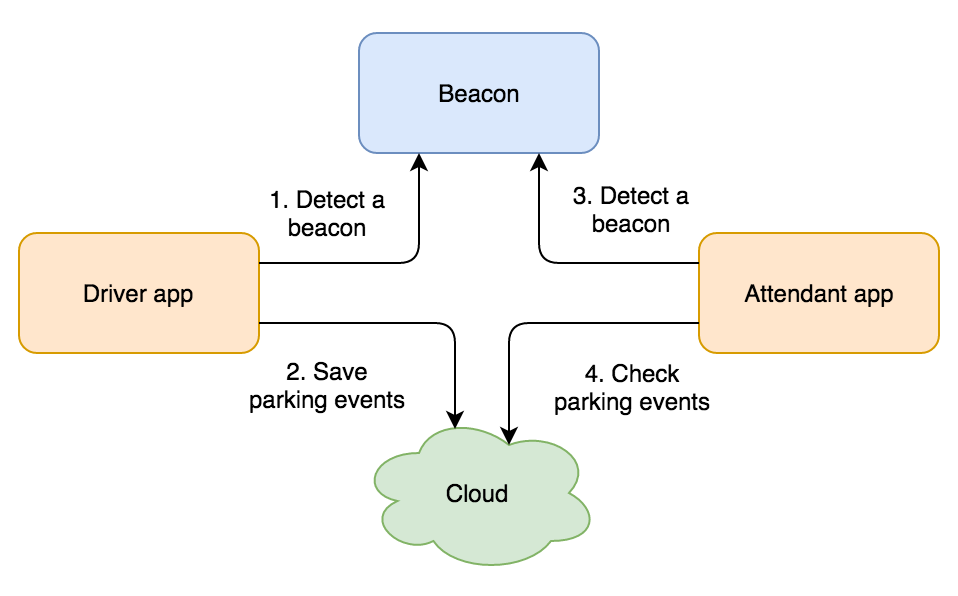 Beacon
1. Detect a
beacon
3. Detect a
beacon
Driver app
Attendant app
2. Save
parking events
4. Check
parking events
Cloud